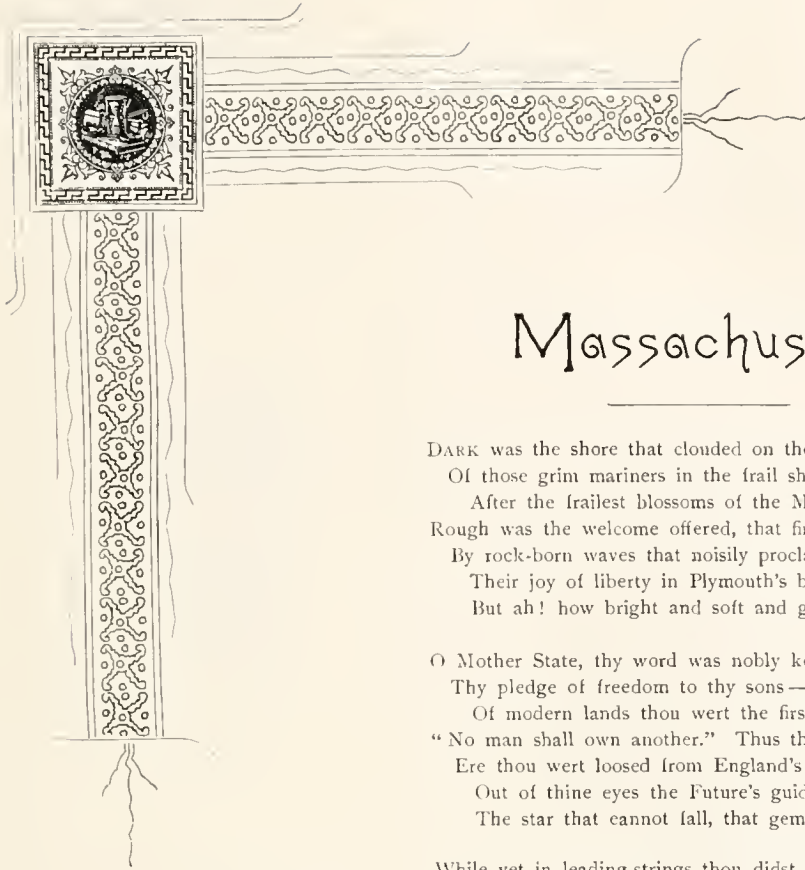 Massachus
DARK was the shore that clouded on the
Of those grim mariners in the frail sh
After the frailest blossoms of the M
Rough was the welcome offered, that fi
By rock-born waves that noisily procl
Their joy of liberty in Plymouth's b
But ah! how bright and soft and g
O Mother State, thy word was nobly k
Thy pledge of freedom to thy sons—
Of modern lands thou wert the firs
“No man shall own another.” Thus th
Ere thou wert loosed from England's
Out of thine eyes the Future's guid
The star that cannot fall, that gem
While yet in leading strings thou didst